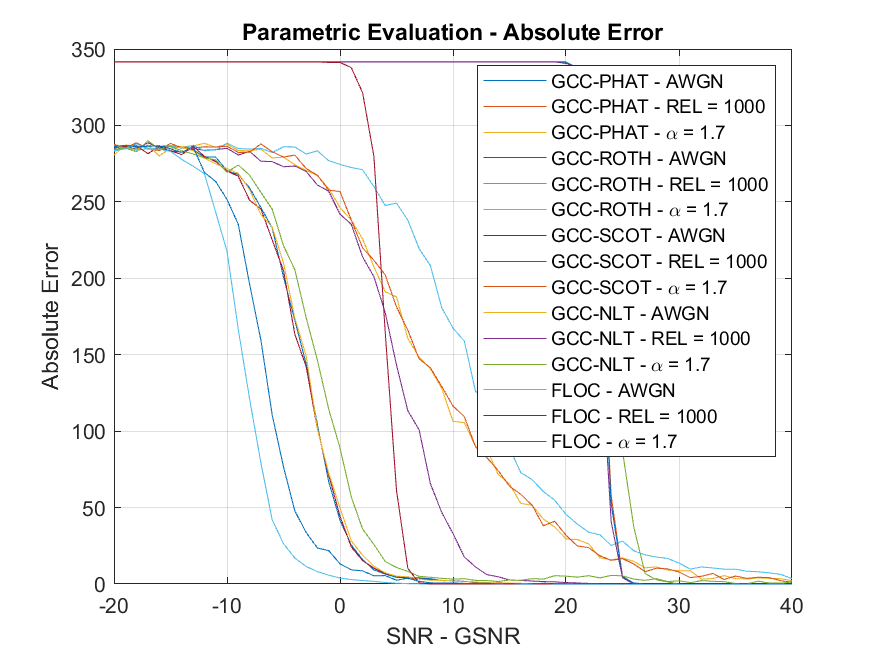 Parametric Evaluation - Absolute Error
350
300
250
200
150
100
50
0
Absolute Error
GCC-PHAT - AWGN
GCC-PHAT - REL = 1000
GCC-PHAT - α = 1.7
GCC-ROTH - AWGN
GCC-ROTH - REL = 1000
GCC-ROTH - α = 1.7
GCC-SCOT - AWGN
GCC-SCOT - REL = 1000
GCC-SCOT - α = 1.7
GCC-NLT - AWGN
GCC-NLT - REL = 1000
GCC-NLT - α = 1.7
FLOC - AWGN
FLOC - REL = 1000
FLOC - α = 1.7
-20 -10 0 10 20 30 40
SNR - GSNR